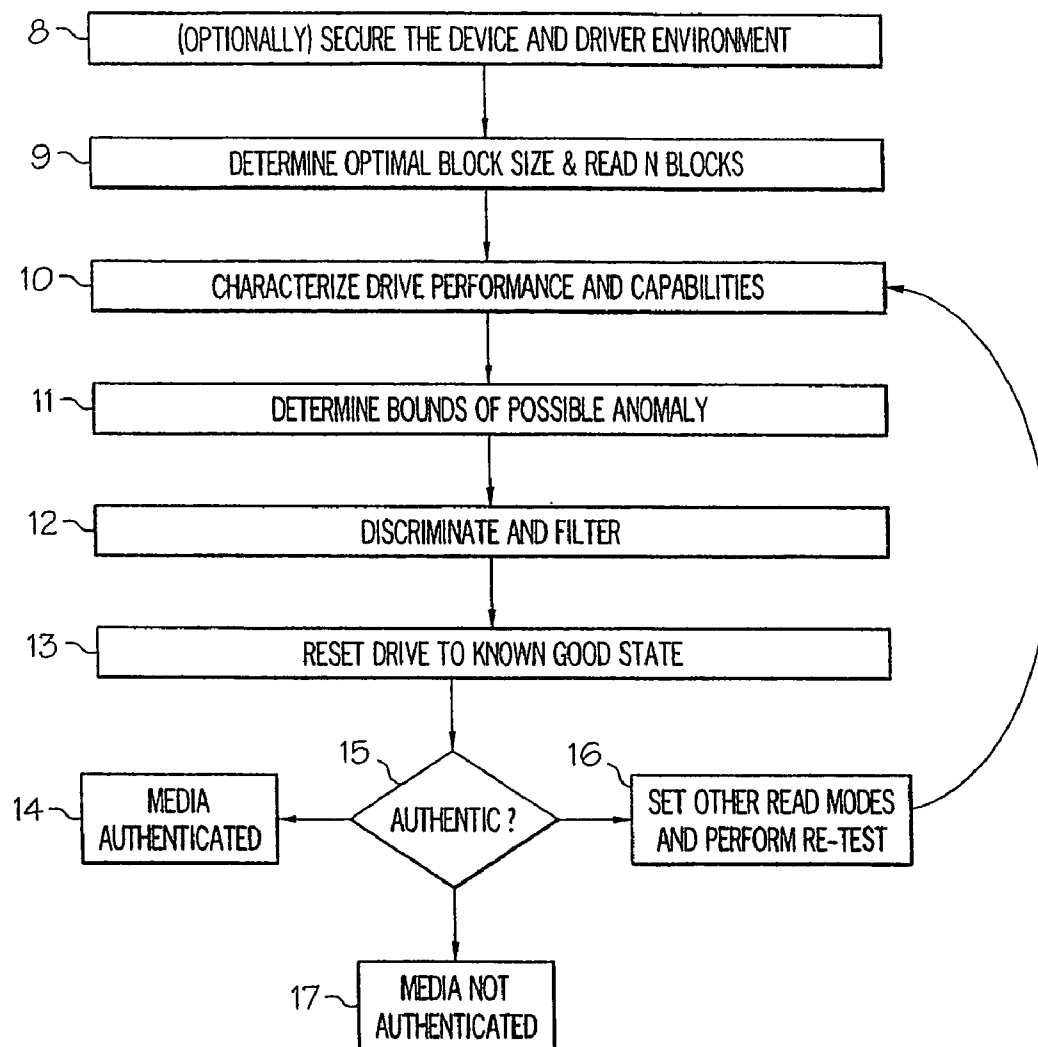 8 (OPTIONALLY) SECURE THE DEVICE AND DRIVER ENVIRONMENT
9 DETERMINE OPTIMAL BLOCK SIZE & READ N BLOCKS
10 CHARACTERIZE DRIVE PERFORMANCE AND CAPABILITIES
11 DETERMINE BOUNDS OF POSSIBLE ANOMALY
12 DISCRIMINATE AND FILTER
13 RESET DRIVE TO KNOWN GOOD STATE
14 MEDIA
AUTHENTICATED
15
AUTHENTIC ?
16
SET OTHER READ MODES
AND PERFORM RE-TEST
17 MEDIA NOT
AUTHENTICATED